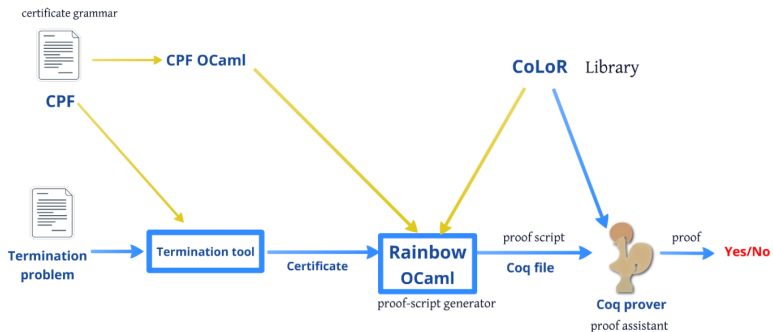 certificate grammar
CPF OCaml
CoLoR Library
CPF
Termination
problem
Termination tool
Certificate
Rainbow
OCaml
proof-script generator
proof script
Coq file
Coq prover
proof assistant
proof
Yes/No